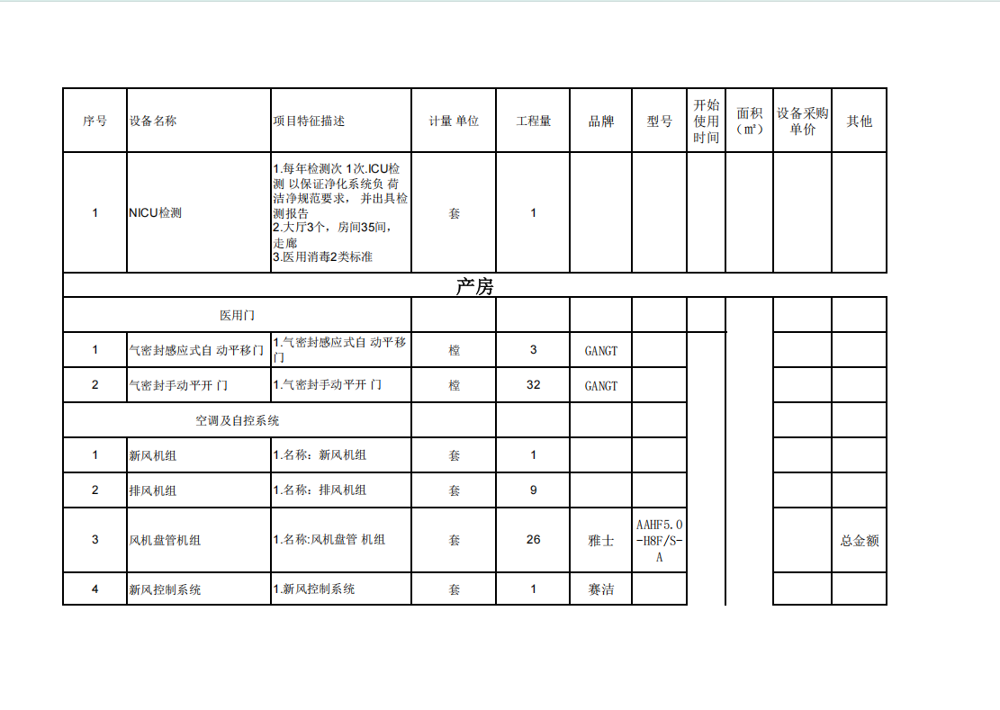 序号 设备名称 项目特征描述 计量 单位 工程量 品牌 型号 开始使用时间 面积（㎡） 设备采购单价 其他
1 NICU检测 1.每年检测次 1次.ICU检
测 以保证净化系统负 荷
洁净规范要求， 并出具检
测报告
2.大厅3个，房间35间，
走廊
3.医用消毒2类标准 套 1
产房
医用门
1 气密封感应式自 动平移门 1.气密封感应式自 动平移
门 樘 3 GANGT
2 气密封手动平开 门 1.气密封手动平开 门 樘 32 GANGT
空调及自控系统
1 新风机组 1.名称：新风机组 套 1
2 排风机组 1.名称：排风机组 套 9
3 风机盘管机组 1.名称:风机盘管 机组 套 26 雅士 AAHF5.0-H8F/S-A 总金额
4 新风控制系统 1.新风控制系统 套 1 赛洁